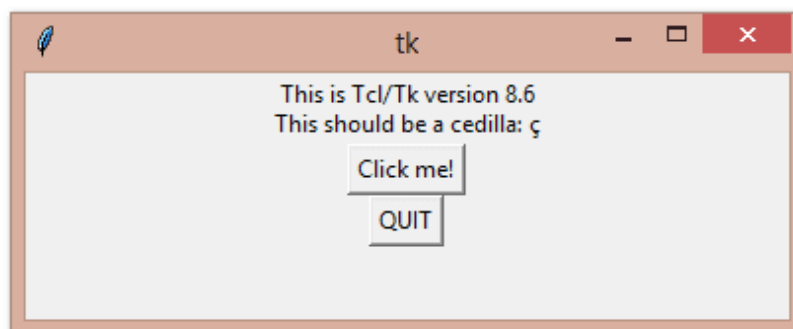 tk
This is Tcl/Tk version 8.6
This should be a cedilla: ç
Click me!
QUIT